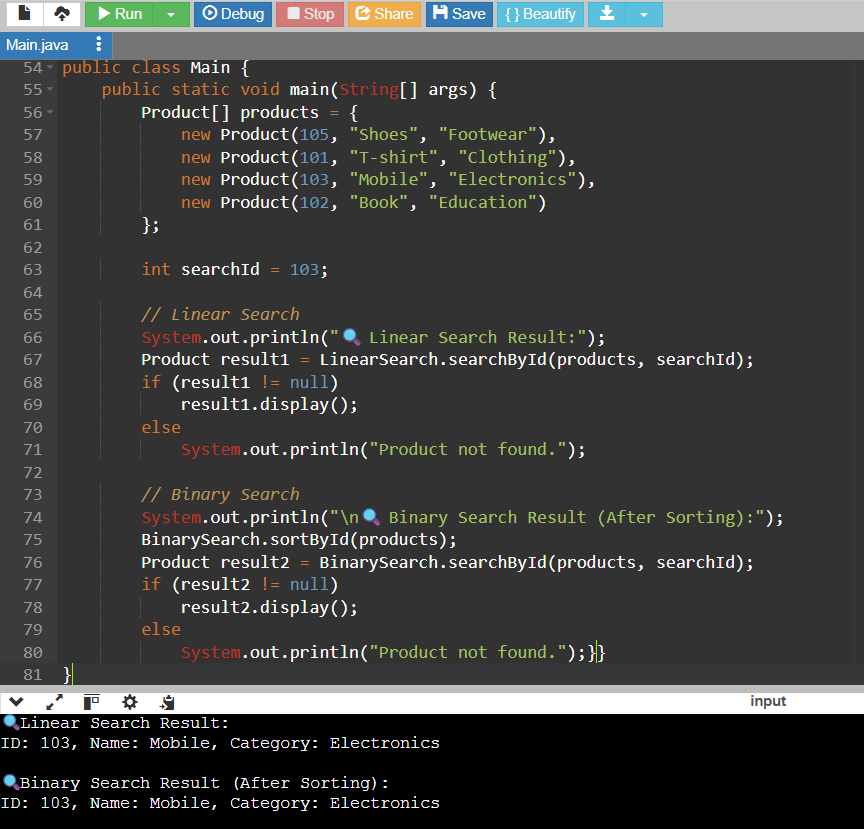 Run Debug Stop Share Save { } Beautify
Main.java
54 public class Main {
55 public static void main(String[] args) {
56 Product[] products = {
57 new Product(105, "Shoes", "Footwear"),
58 new Product(101, "T-shirt", "Clothing"),
59 new Product(103, "Mobile", "Electronics"),
60 new Product(102, "Book", "Education")
61 };
62
63 int searchId = 103;
64
65 // Linear Search
66 System.out.println("🔍 Linear Search Result:");
67 Product result1 = LinearSearch.searchById(products, searchId);
68 if (result1 != null)
69 result1.display();
70 else
71 System.out.println("Product not found.");
72
73 // Binary Search
74 System.out.println("\n🔍 Binary Search Result (After Sorting):");
75 BinarySearch.sortById(products);
76 Product result2 = BinarySearch.searchById(products, searchId);
77 if (result2 != null)
78 result2.display();
79 else
80 System.out.println("Product not found.");}}
81 }
input
🔍Linear Search Result:
ID: 103, Name: Mobile, Category: Electronics
🔍Binary Search Result (After Sorting):
ID: 103, Name: Mobile, Category: Electronics